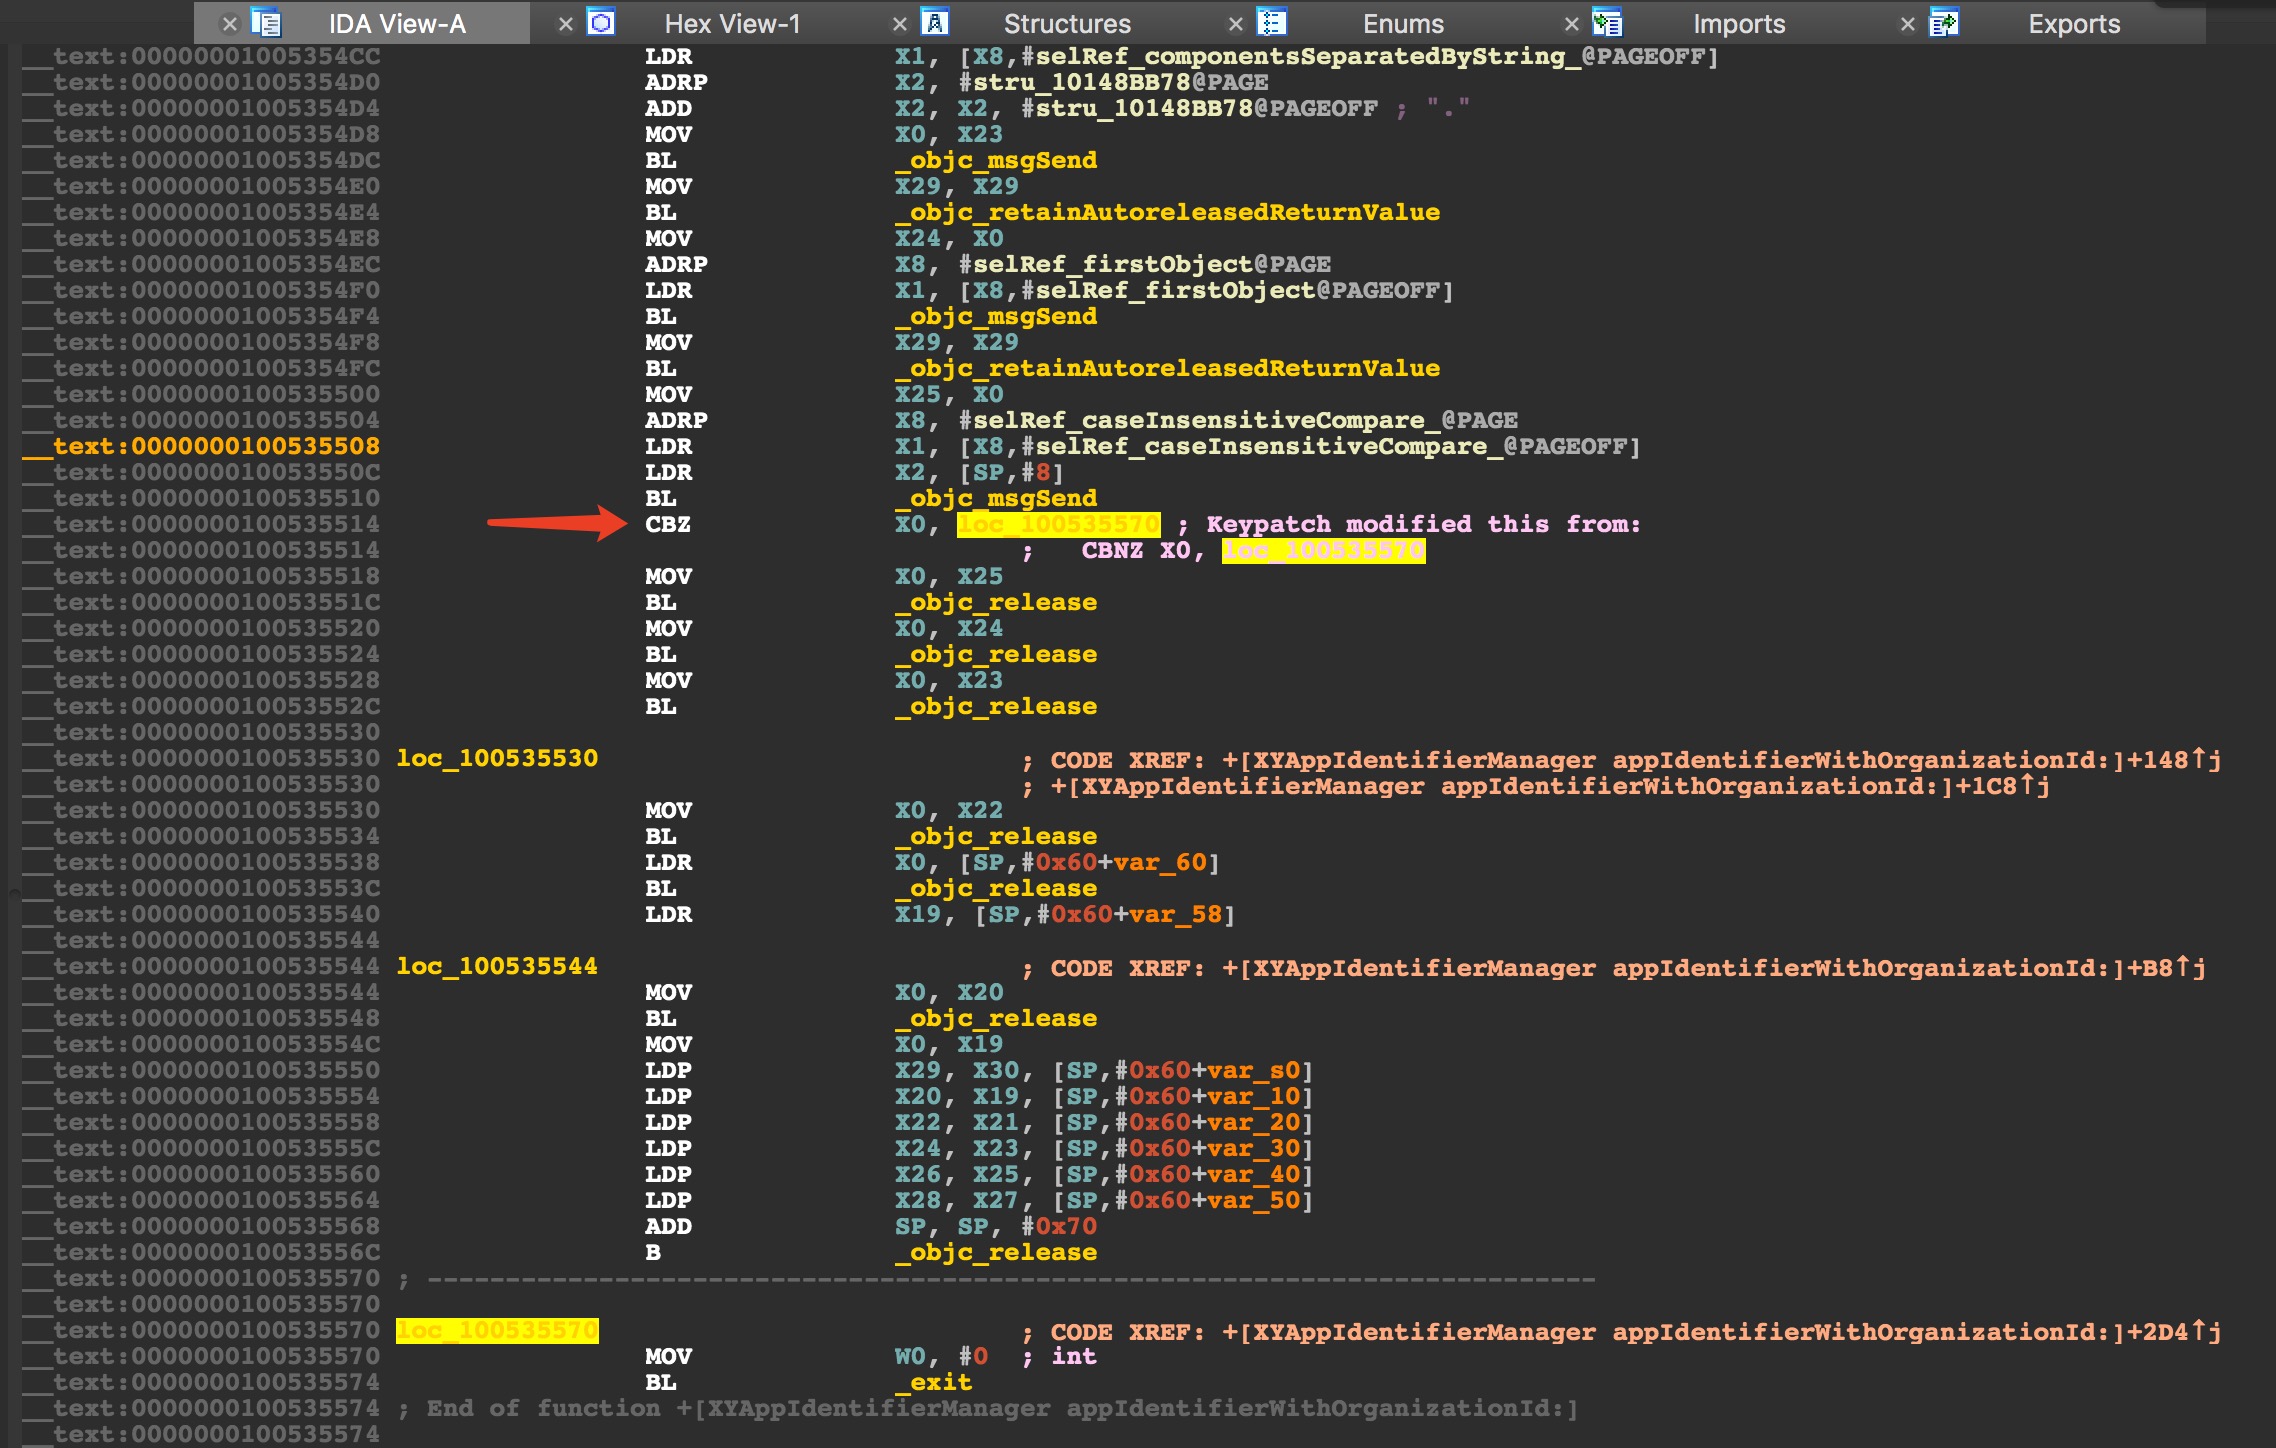 IDA View-A Hex View-1 Structures Enums Imports Exports
__text:00000001005354CC LDR X1, [X8,#selRef_componentsSeparatedByString_@PAGEOFF]
__text:00000001005354D0 ADRP X2, #stru_10148BB78@PAGE
__text:00000001005354D4 ADD X2, X2, #stru_10148BB78@PAGEOFF ; "."
__text:00000001005354D8 MOV X0, X23
__text:00000001005354DC BL _objc_msgSend
__text:00000001005354E0 MOV X29, X29
__text:00000001005354E4 BL _objc_retainAutoreleasedReturnValue
__text:00000001005354E8 MOV X24, X0
__text:00000001005354EC ADRP X8, #selRef_firstObject@PAGE
__text:00000001005354F0 LDR X1, [X8,#selRef_firstObject@PAGEOFF]
__text:00000001005354F4 BL _objc_msgSend
__text:00000001005354F8 MOV X29, X29
__text:00000001005354FC BL _objc_retainAutoreleasedReturnValue
__text:0000000100535500 MOV X25, X0
__text:0000000100535504 ADRP X8, #selRef_caseInsensitiveCompare_@PAGE
__text:0000000100535508 LDR X1, [X8,#selRef_caseInsensitiveCompare_@PAGEOFF]
__text:000000010053550C LDR X2, [SP,#8]
__text:0000000100535510 BL _objc_msgSend
__text:0000000100535514 CBZ X0, loc_100535570 ; Keypatch modified this from:
__text:0000000100535514 ; CBNZ X0, loc_100535570
__text:0000000100535518 MOV X0, X25
__text:000000010053551C BL _objc_release
__text:0000000100535520 MOV X0, X24
__text:0000000100535524 BL _objc_release
__text:0000000100535528 MOV X0, X23
__text:000000010053552C BL _objc_release
__text:0000000100535530
__text:0000000100535530 loc_100535530 ; CODE XREF: +[XYAppIdentifierManager appIdentifierWithOrganizationId:]+148↑j
__text:0000000100535530 ; +[XYAppIdentifierManager appIdentifierWithOrganizationId:]+1C8↑j
__text:0000000100535530 MOV X0, X22
__text:0000000100535534 BL _objc_release
__text:0000000100535538 LDR X0, [SP,#0x60+var_60]
__text:000000010053553C BL _objc_release
__text:0000000100535540 LDR X19, [SP,#0x60+var_58]
__text:0000000100535544
__text:0000000100535544 loc_100535544 ; CODE XREF: +[XYAppIdentifierManager appIdentifierWithOrganizationId:]+B8↑j
__text:0000000100535544 MOV X0, X20
__text:0000000100535548 BL _objc_release
__text:000000010053554C MOV X0, X19
__text:0000000100535550 LDP X29, X30, [SP,#0x60+var_s0]
__text:0000000100535554 LDP X20, X19, [SP,#0x60+var_10]
__text:0000000100535558 LDP X22, X21, [SP,#0x60+var_20]
__text:000000010053555C LDP X24, X23, [SP,#0x60+var_30]
__text:0000000100535560 LDP X26, X25, [SP,#0x60+var_40]
__text:0000000100535564 LDP X28, X27, [SP,#0x60+var_50]
__text:0000000100535568 ADD SP, SP, #0x70
__text:000000010053556C B _objc_release
__text:0000000100535570 ; ---------------------------------------------------------------------------
__text:0000000100535570
__text:0000000100535570 loc_100535570 ; CODE XREF: +[XYAppIdentifierManager appIdentifierWithOrganizationId:]+2D4↑j
__text:0000000100535570 MOV W0, #0 ; int
__text:0000000100535574 BL _exit
__text:0000000100535574 ; End of function +[XYAppIdentifierManager appIdentifierWithOrganizationId:]
__text:0000000100535574